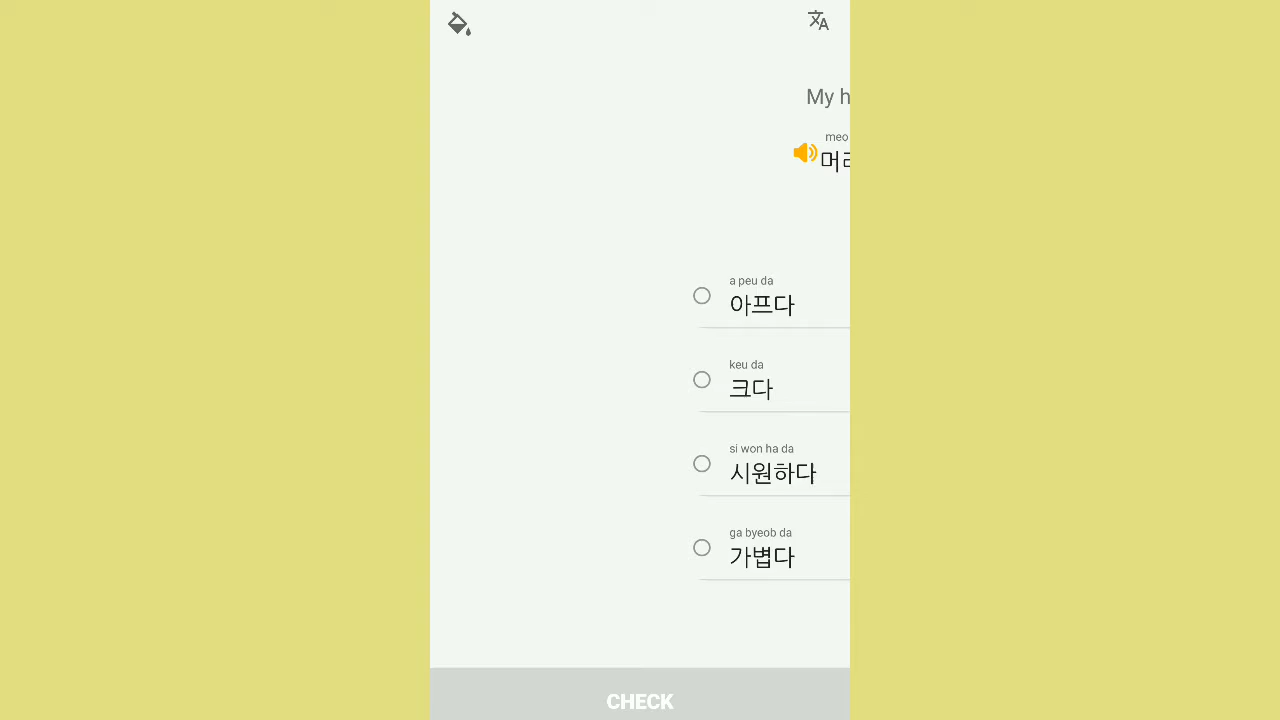 My h
meo
머리
a peu da
아프다
keu da
크다
si won ha da
시원하다
ga byeob da
가볍다
CHECK